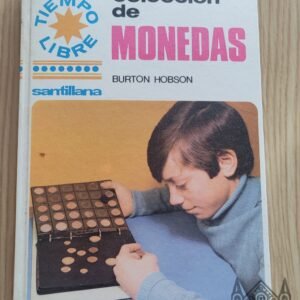 TIEMPO
LIBRE
santillana
colección
de
MONEDAS
BURTON HOBSON